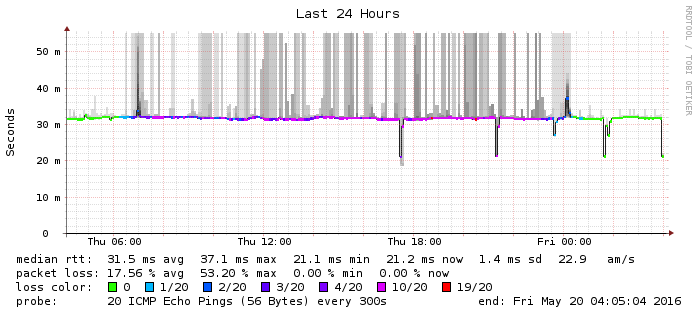 Last 24 Hours
RRDTOOL / TOBI OETIKER
Seconds
50 m
40 m
30 m
20 m
10 m
0
Thu 06:00 Thu 12:00 Thu 18:00 Fri 00:00
median rtt: 31.5 ms avg 37.1 ms max 21.1 ms min 21.2 ms now 1.4 ms sd 22.9 am/s
packet loss: 17.56 % avg 53.20 % max 0.00 % min 0.00 % now
loss color: 0 1/20 2/20 3/20 4/20 10/20 19/20
probe: 20 ICMP Echo Pings (56 Bytes) every 300s end: Fri May 20 04:05:04 2016